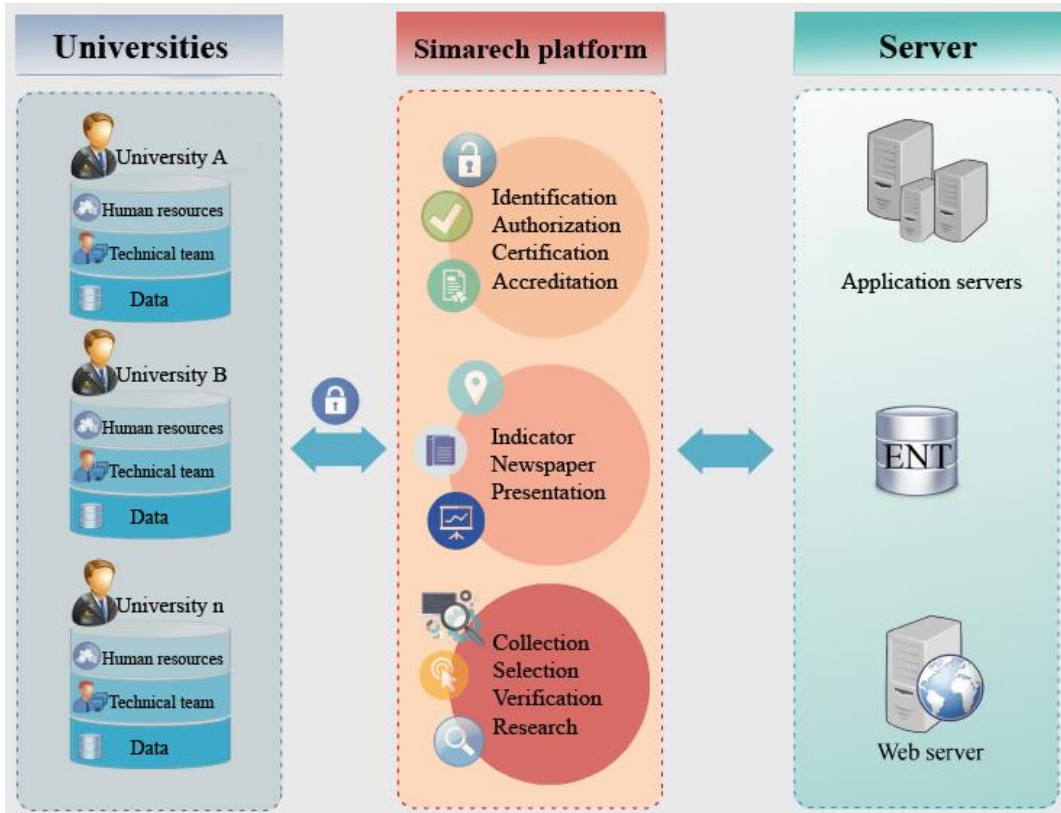 Universities
University A
Human resources
Technical team
Data
University B
Human resources
Technical team
Data
University n
Human resources
Technical team
Data
Simarech platform
Identification
Authorization
Certification
Accreditation
Indicator
Newspaper
Presentation
Collection
Selection
Verification
Research
Server
Application servers
ENT
Web server